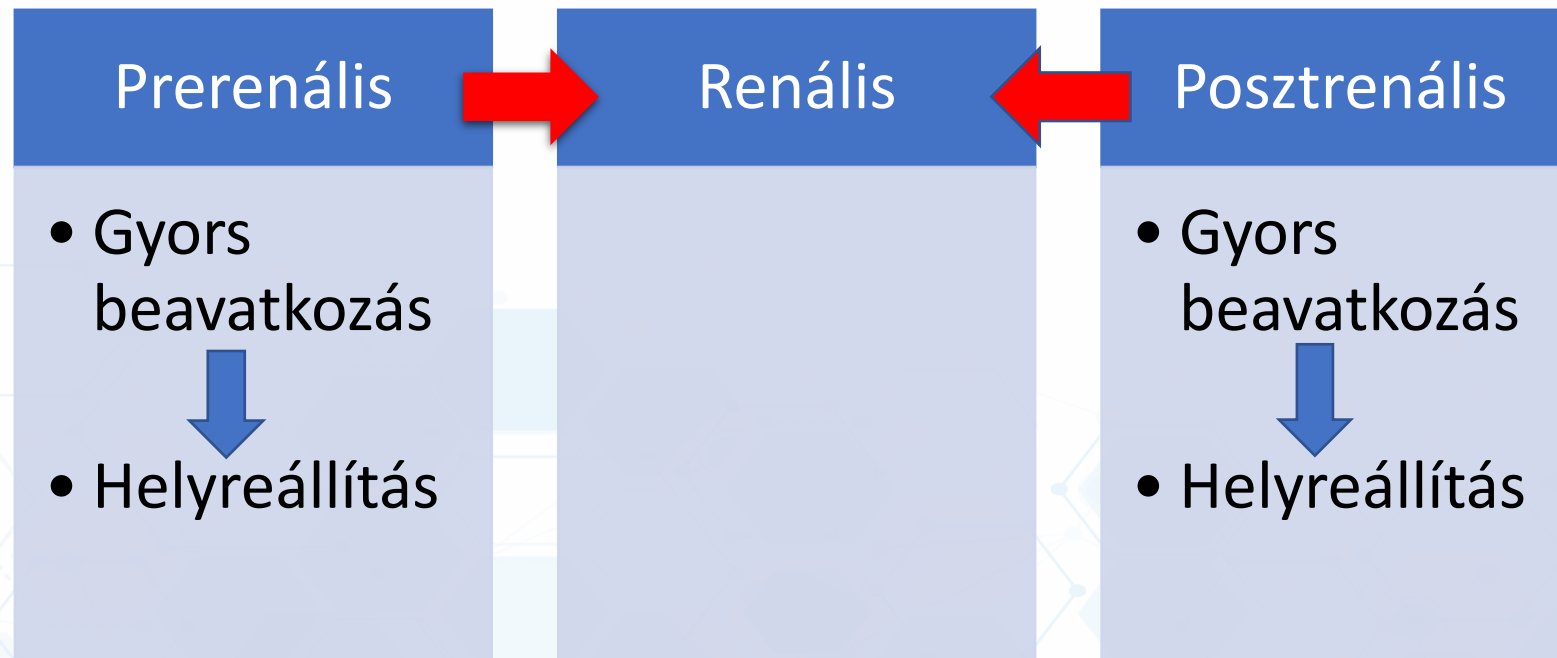 Prerenális
• Gyors
beavatkozás
• Helyreállítás
Renális
Posztrenális
• Gyors
beavatkozás
• Helyreállítás